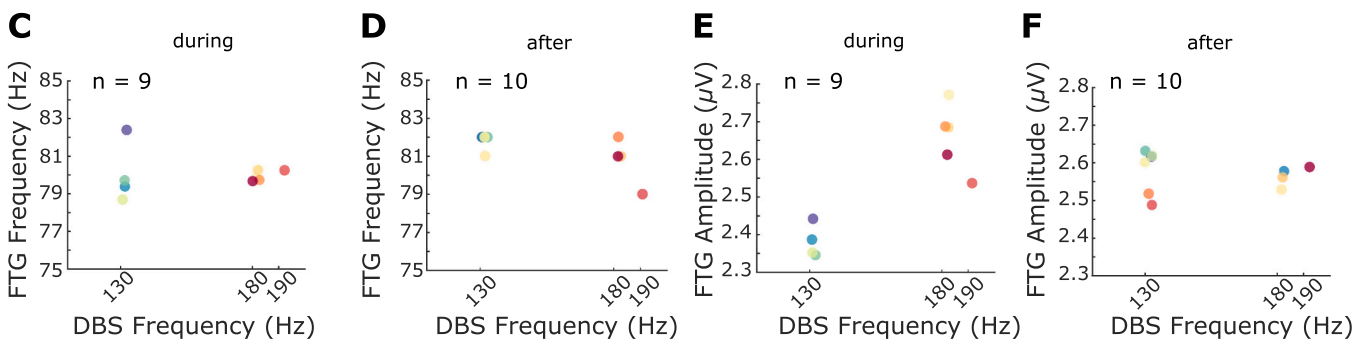 C
during
n = 9
FTG Frequency (Hz)
85
83
81
79
77
75
130
180
190
DBS Frequency (Hz)
D
after
n = 10
FTG Frequency (Hz)
85
83
81
79
77
75
130
180
190
DBS Frequency (Hz)
E
during
n = 9
FTG Amplitude (µV)
2.8
2.7
2.6
2.5
2.4
2.3
130
180
190
DBS Frequency (Hz)
F
after
n = 10
FTG Amplitude (µV)
2.8
2.7
2.6
2.5
2.4
2.3
130
180
190
DBS Frequency (Hz)